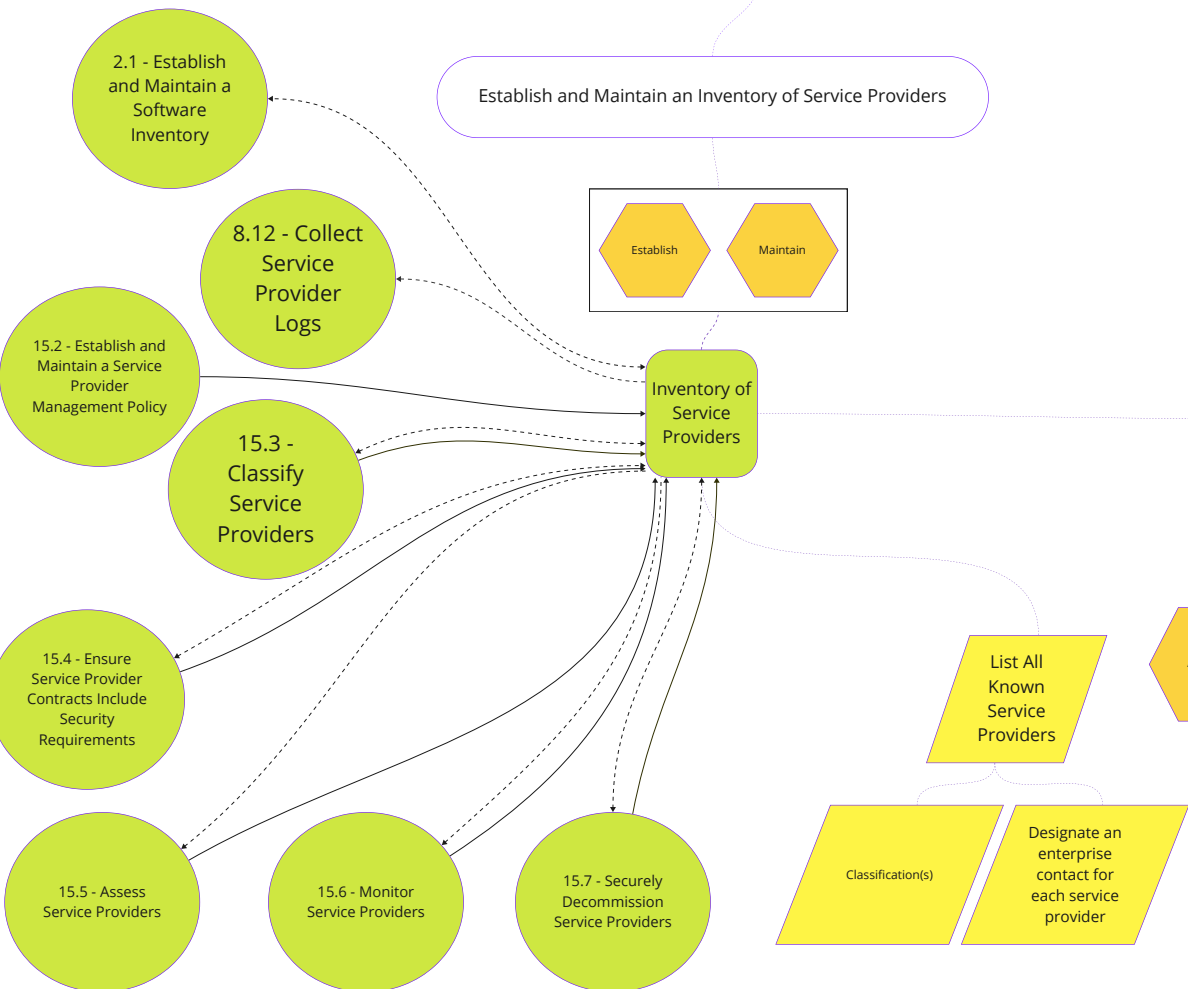 2.1 - Establish
and Maintain a
Software
Inventory
Establish and Maintain an Inventory of Service Providers
8.12 - Collect
Service
Provider
Logs
Establish
Maintain
15.2 - Establish and
Maintain a Service
Provider
Management Policy
Inventory of
Service
Providers
15.3 -
Classify
Service
Providers
15.4 - Ensure
Service Provider
Contracts Include
Security
Requirements
List All
Known
Service
Providers
15.5 - Assess
Service Providers
15.6 - Monitor
Service Providers
15.7 - Securely
Decommission
Service Providers
Classification(s)
Designate an
enterprise
contact for
each service
provider